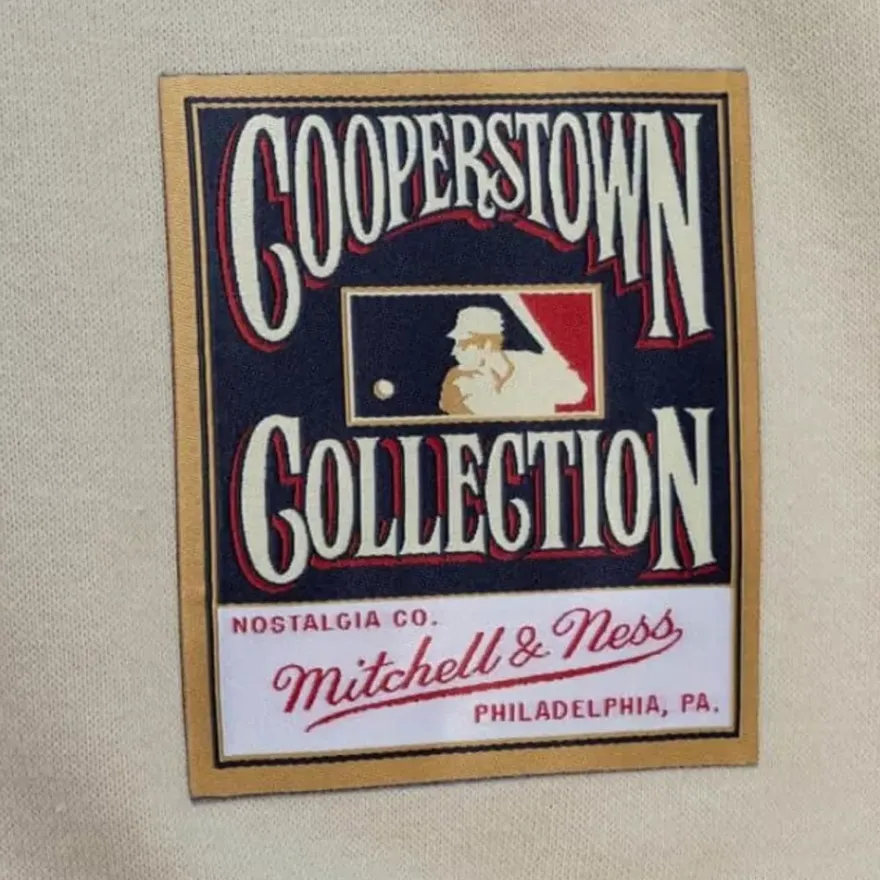 COOPERSTOWN
COLLECTION
NOSTALGIA CO.
Mitchell & Ness
PHILADELPHIA, PA.